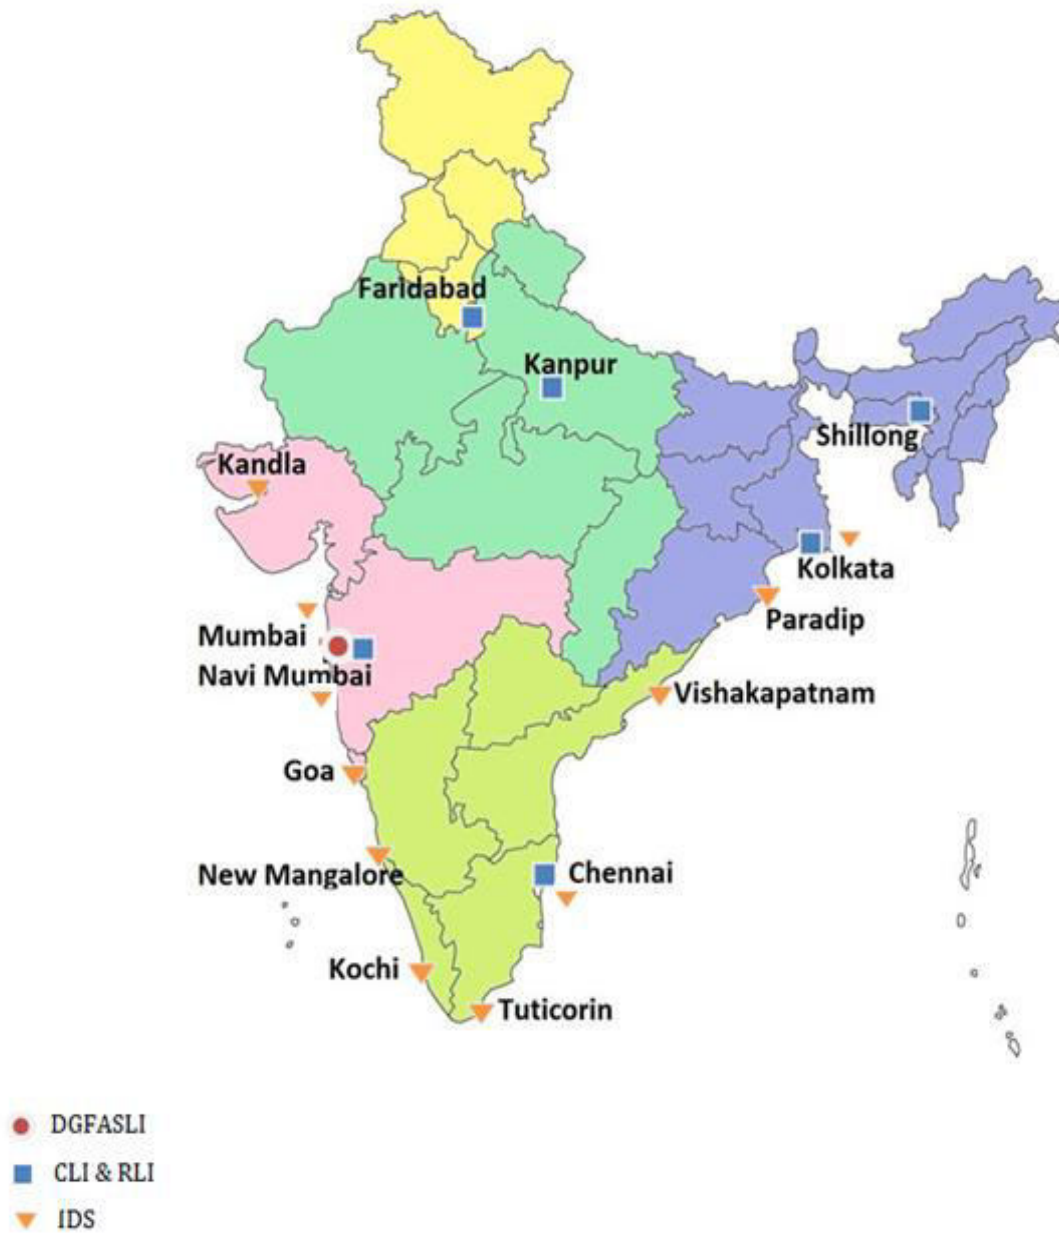 Faridabad
Kanpur
Shillong
Kandla
Kolkata
Paradip
Mumbai
Navi Mumbai
Vishakapatnam
Goa
New Mangalore
Chennai
Kochi
Tuticorin
DGFASLI
CLI & RLI
IDS